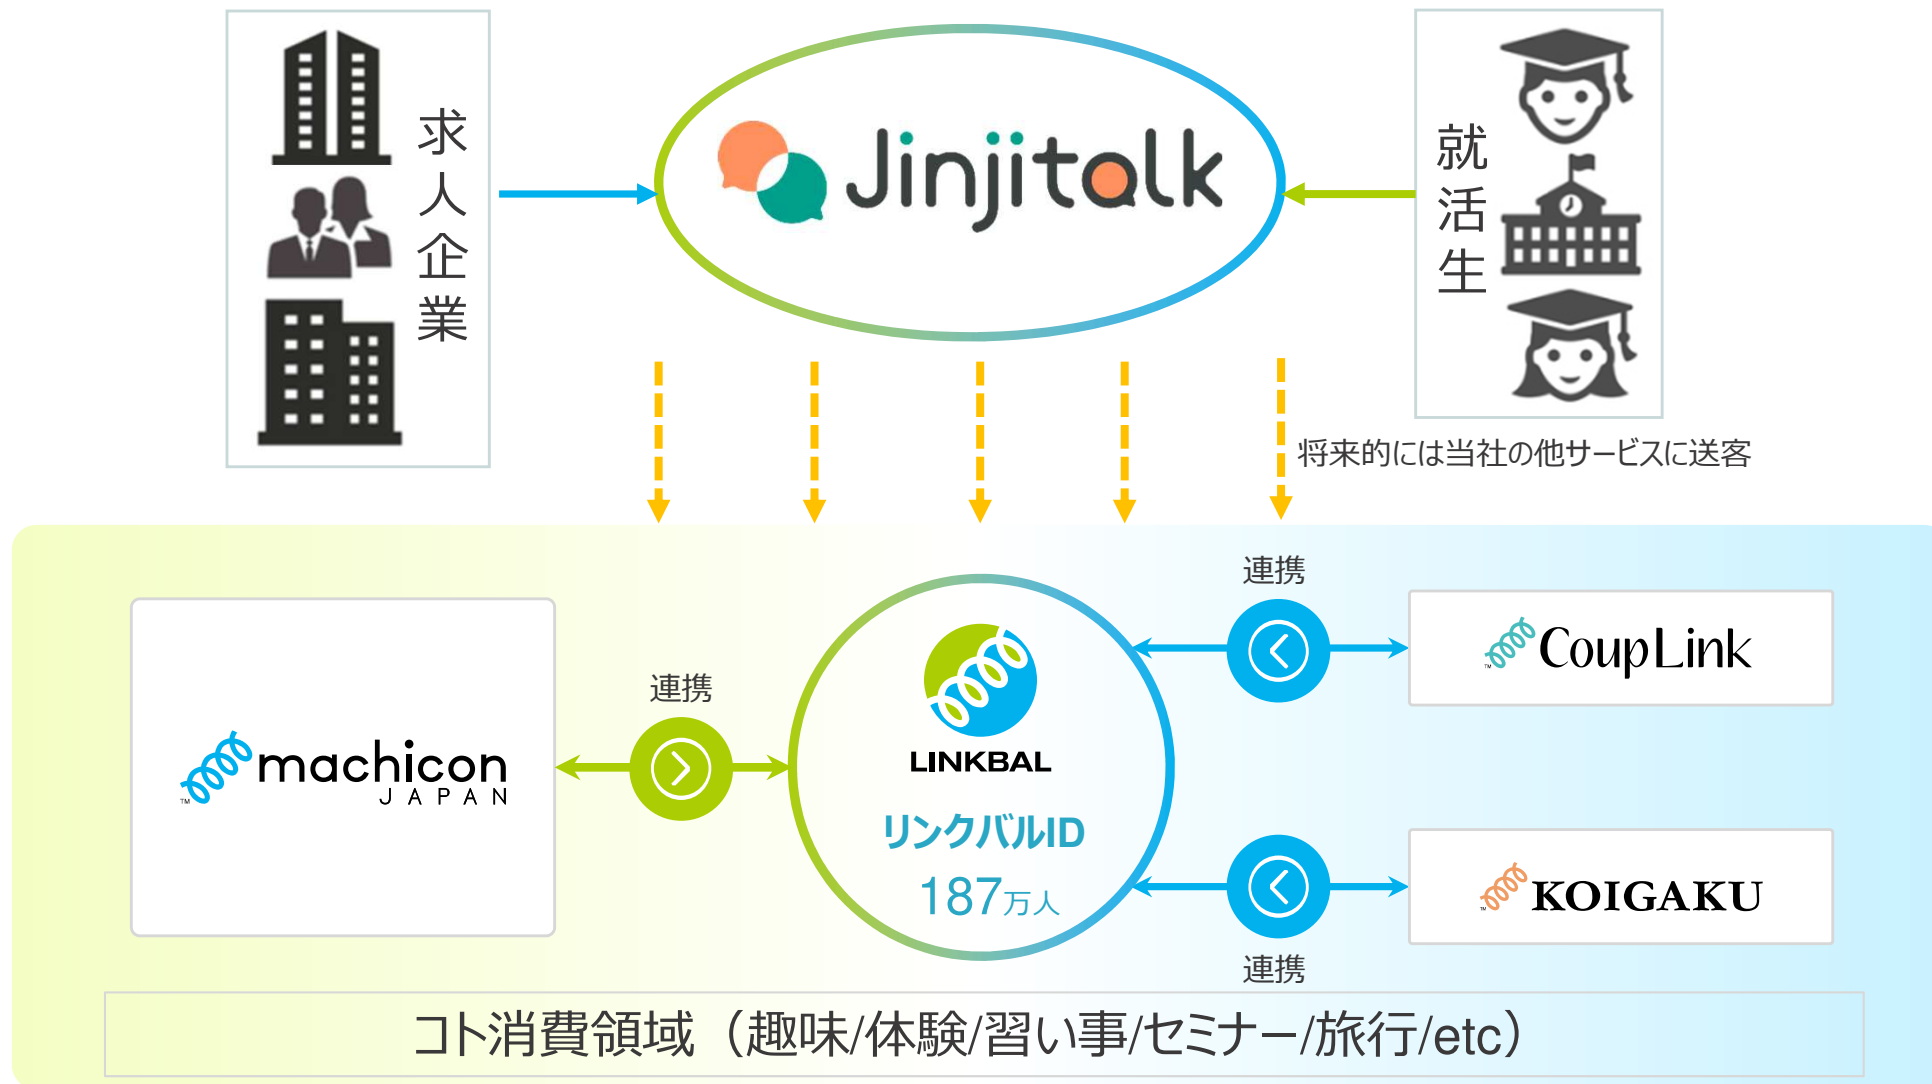 求人企業
Jinjitalk
就活生
将来的には当社の他サービスに送客
連携
連携
machicon
JAPAN
TM
LINKBAL
リンクバルID
187万人
CoupLink
TM
KOIGAKU
TM
連携
コト消費領域（趣味/体験/習い事/セミナー/旅行/etc）